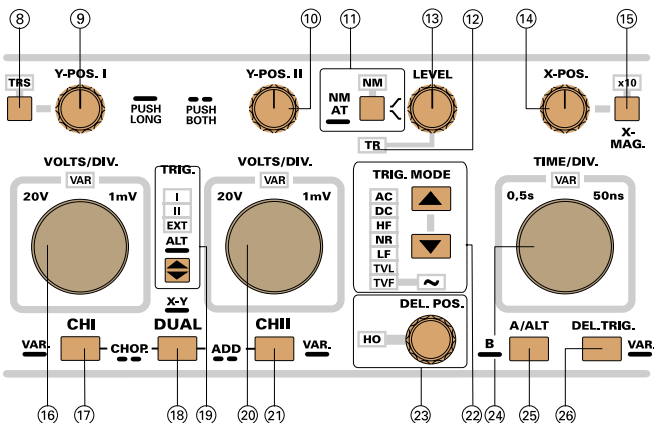 8 9 10 11 13 12 14 15
TRS Y-POS. I Y-POS. II NM LEVEL X-POS. x10
PUSH LONG
PUSH BOTH
NM AT
TR
X-MAG.
VOLTS/DIV. TRIG. VOLTS/DIV. TRIG. MODE TIME/DIV.
VAR VAR VAR
20V 1mV 20V 1mV 0,5s 50ns
I
II
EXT
ALT
AC
DC
HF
NR
LF
TVL
TVF ~
X-Y DEL. POS.
HO
CHI DUAL CHII B A/ALT DEL.TRIG.
VAR. CHOP. ADD VAR. VAR.
16 17 18 19 20 21 23 22 24 25 26